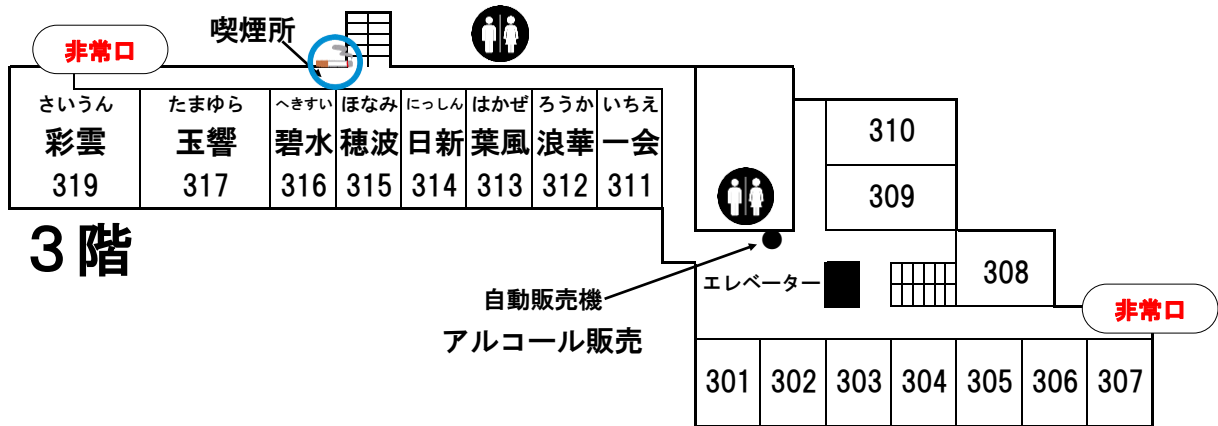 喫煙所
非常口
さいうん
彩雲
319
たまゆら
玉響
317
へきすい
碧水
316
ほなみ
穂波
315
にっしん
日新
314
はかぜ
葉風
313
ろうか
浪華
312
いちえ
一会
311
310
309
308
3階
エレベーター
自動販売機
アルコール販売
非常口
301
302
303
304
305
306
307